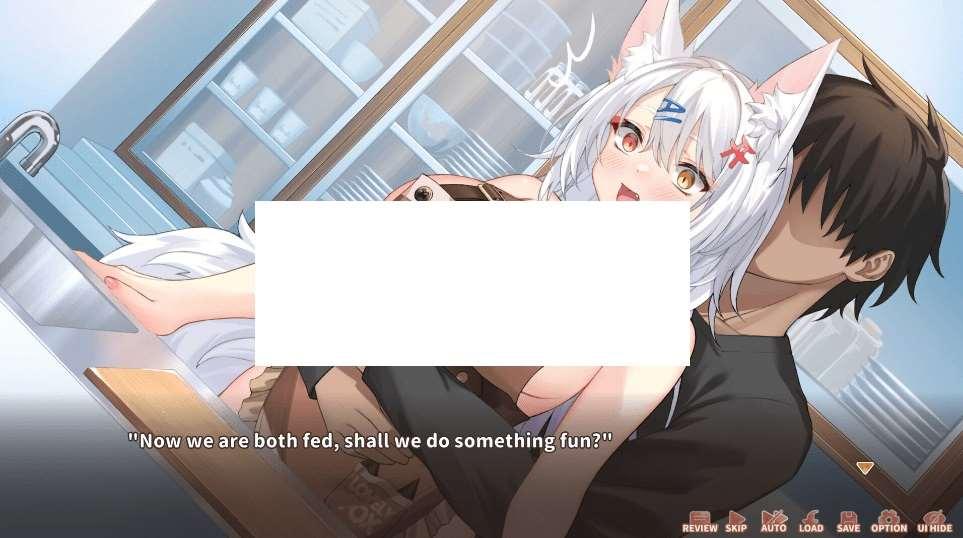 "Now we are both fed, shall we do something fun?"
REVIEW SKIP AUTO LOAD SAVE OPTION UI HIDE